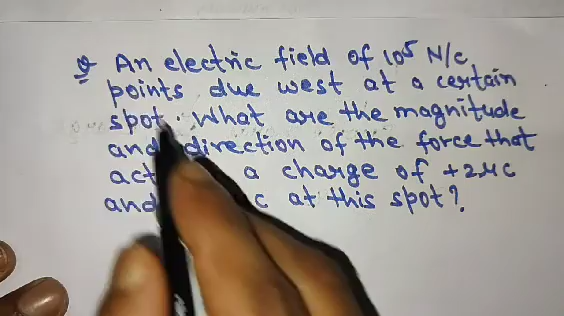 Q An electric field of 10⁵ N/c
points due west at a certain
spot. What are the magnitude
and direction of the force that
act a charge of +2μc
and c at this spot?